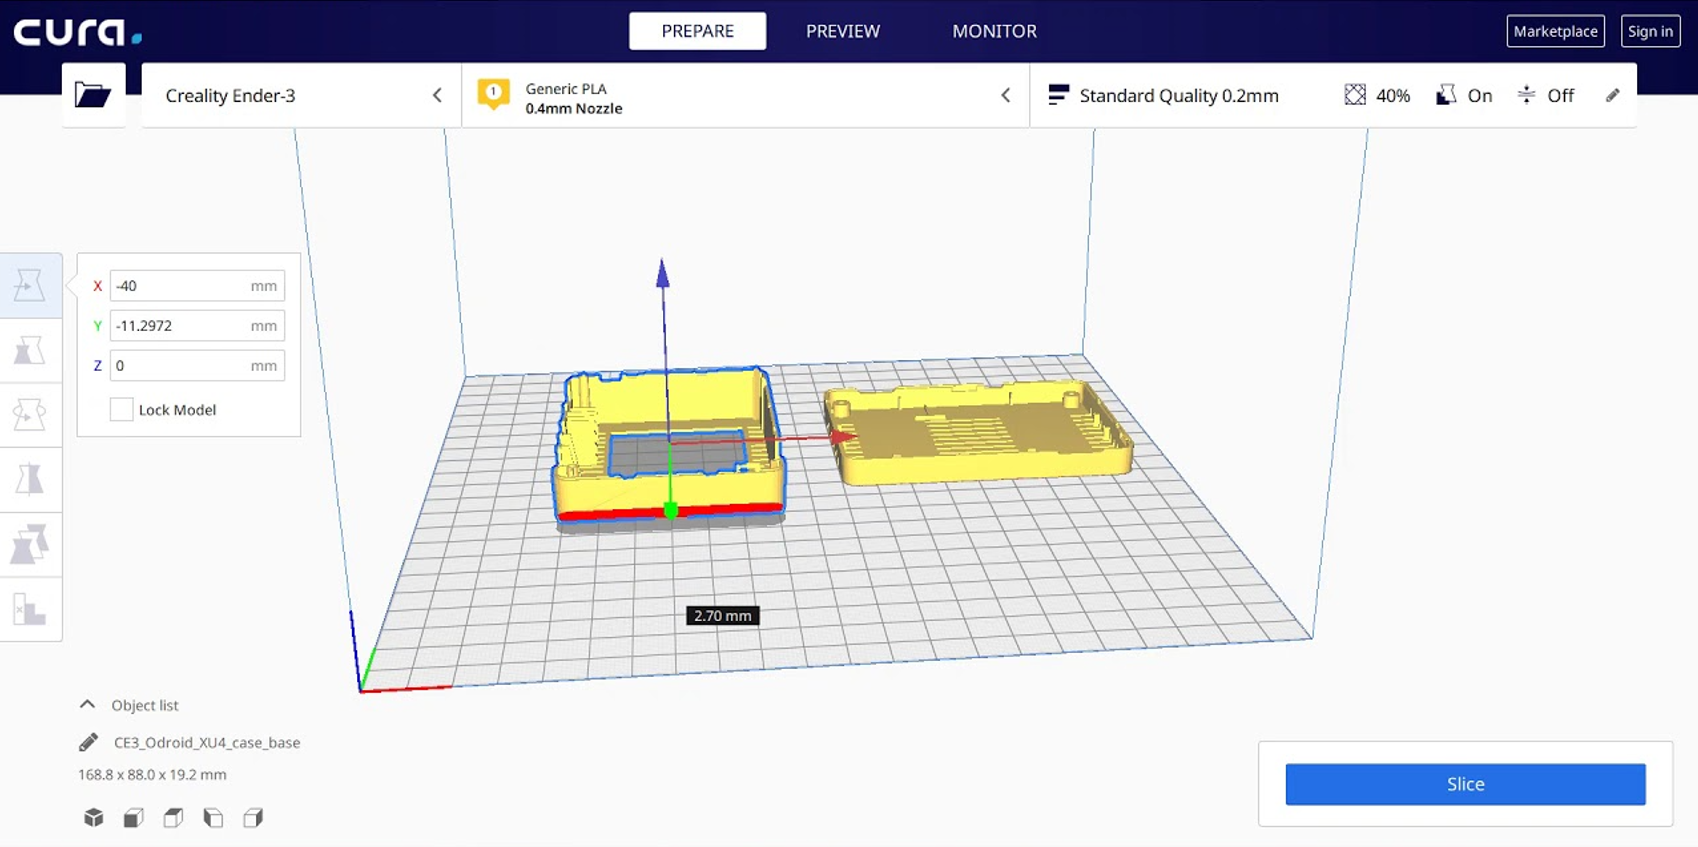 cura.
PREPARE
PREVIEW
MONITOR
Marketplace
Sign in
Creality Ender-3
1
Generic PLA
0.4mm Nozzle
Standard Quality 0.2mm
40%
On
Off
X -40 mm
Y -11.2972 mm
Z 0 mm
Lock Model
2.70 mm
Object list
CE3_Odroid_XU4_case_base
168.8 x 88.0 x 19.2 mm
Slice